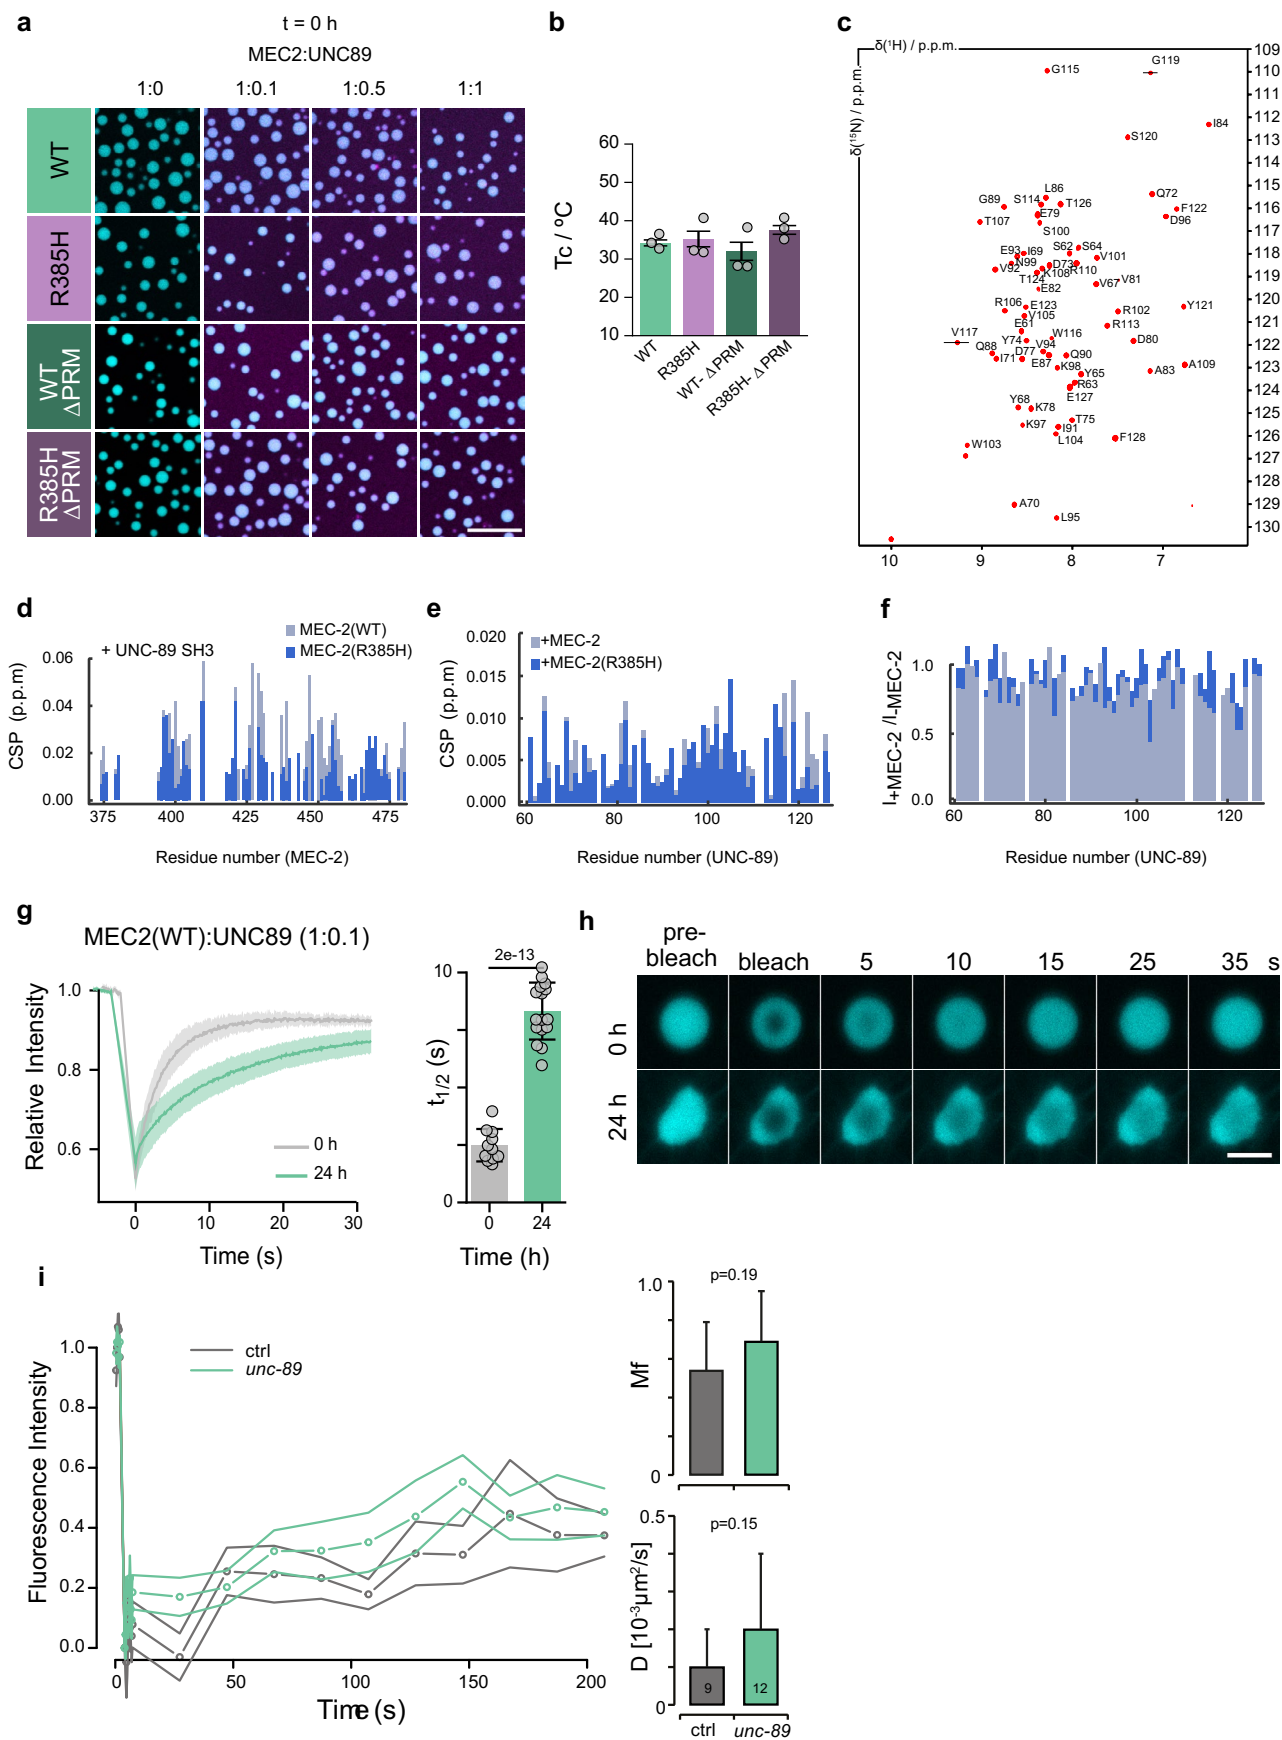 a
t = 0 h
MEC2:UNC89
1:0 1:0.1 1:0.5 1:1
WT
R385H
WT
ΔPRM
R385H
ΔPRM
b
Tc / ºC
60
50
40
30
20
10
WT
R385H
WT- ΔPRM
R385H- ΔPRM
c
δ(¹H) / p.p.m.
δ(¹⁵N) / p.p.m.
109
110
111
112
113
114
115
116
117
118
119
120
121
122
123
124
125
126
127
128
129
130
10 9 8 7
G115
G119
I84
S120
L86
Q72
G89
S114
T126
F122
E79
D96
T107
S100
E93
I69
S62
S64
V101
N99
D73
V92
K108
R110
T124
V67
V81
E82
R106
E123
Y121
V105
R102
E61
R113
V117
Y74
W116
D80
Q88
D77
V94
Q90
I71
E87
K98
A109
Y65
A83
R63
E127
Y68
K78
T75
K97
I91
L104
F128
W103
A70
L95
d
+ UNC-89 SH3
MEC-2(WT)
MEC-2(R385H)
CSP (p.p.m)
0.06
0.04
0.02
0.00
375 400 425 450 475
Residue number (MEC-2)
e
+MEC-2
+MEC-2(R385H)
CSP (p.p.m)
0.020
0.015
0.010
0.005
0.000
60 80 100 120
Residue number (UNC-89)
f
I+MEC-2 /I-MEC-2
1.0
0.5
0.0
60 80 100 120
Residue number (UNC-89)
g
MEC2(WT):UNC89 (1:0.1)
Relative Intensity
1.0
0.8
0.6
0 h
24 h
0 10 20 30
Time (s)
2e-13
t1/2 (s)
10
0
0 24
Time (h)
h
pre-
bleach bleach 5 10 15 25 35 s
0 h
24 h
i
Fluorescence Intensity
1.0
0.8
0.6
0.4
0.2
0.0
ctrl
unc-89
0 50 100 150 200
Time (s)
p=0.19
Mf
1.0
0
p=0.15
D [10⁻³µm²/s]
0.5
0
9 12
ctrl unc-89